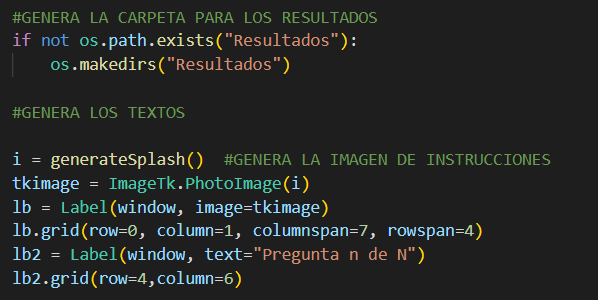 #GENERA LA CARPETA PARA LOS RESULTADOS
if not os.path.exists("Resultados"):
    os.makedirs("Resultados")

#GENERA LOS TEXTOS

i = generateSplash()  #GENERA LA IMAGEN DE INSTRUCCIONES
tkimage = ImageTk.PhotoImage(i)
lb = Label(window, image=tkimage)
lb.grid(row=0, column=1, columnspan=7, rowspan=4)
lb2 = Label(window, text="Pregunta n de N")
lb2.grid(row=4,column=6)